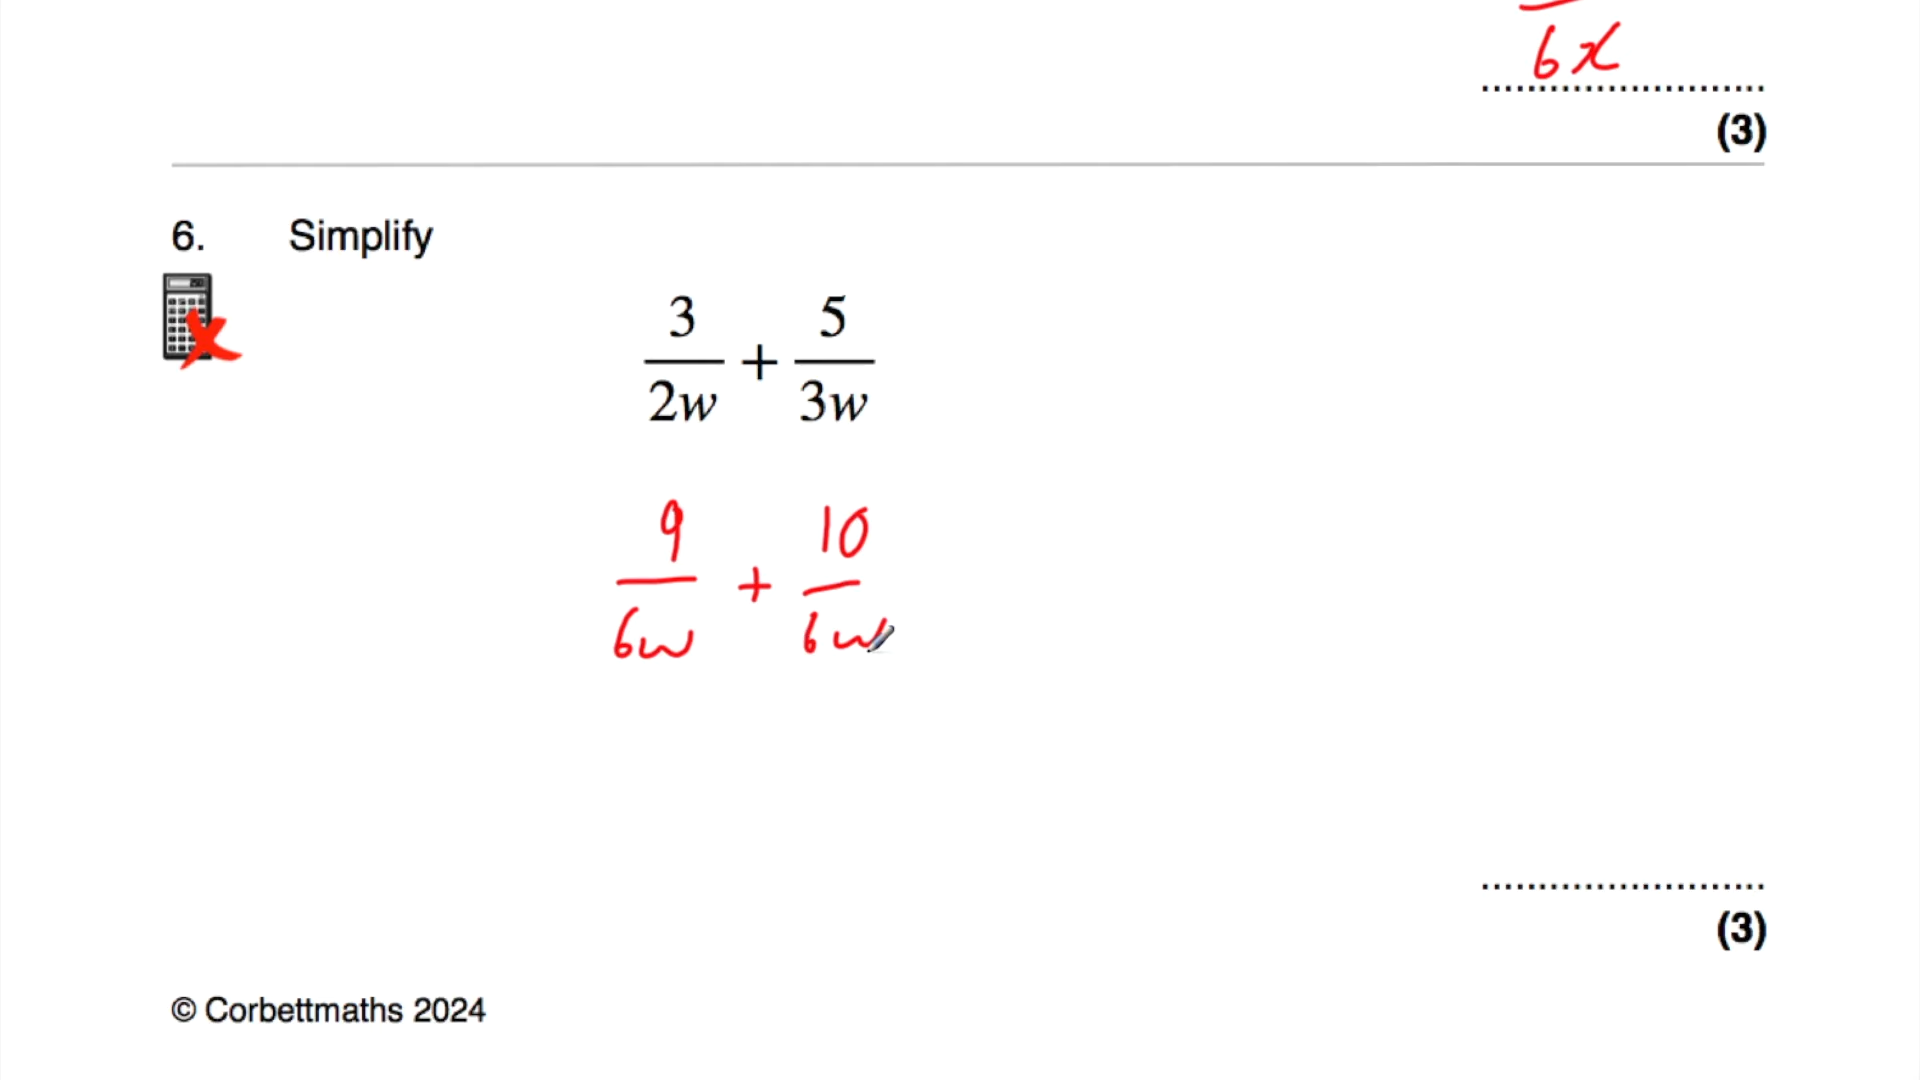 6x
(3)
6. Simplify
3/2w + 5/3w
9/6w + 10/6w
(3)
© Corbettmaths 2024